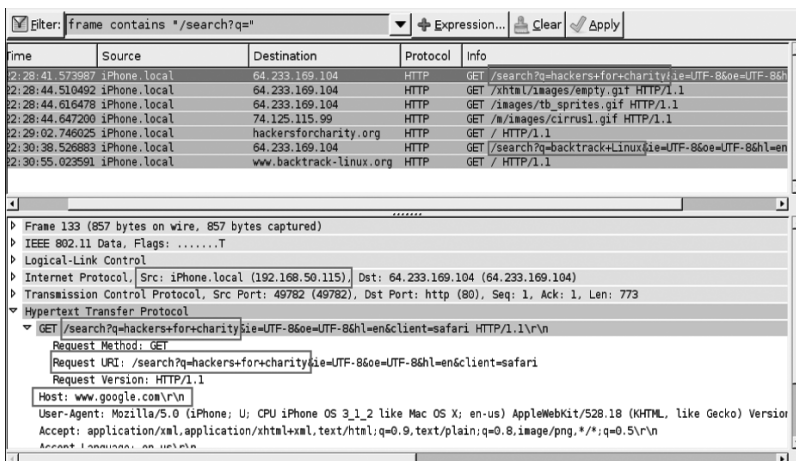 Filter: frame contains "/search?q=" Expression... Clear Apply
Time Source Destination Protocol Info
22:28:41.573987 iPhone.local 64.233.169.104 HTTP GET /search?q=hackers+for+charity&ie=UTF-8&oe=UTF-8&h
22:28:44.510492 iPhone.local 64.233.169.104 HTTP GET /xhtml/images/empty.gif HTTP/1.1
22:28:44.616478 iPhone.local 64.233.169.104 HTTP GET /images/tb_sprites.gif HTTP/1.1
22:28:44.647200 iPhone.local 74.125.115.99 HTTP GET /m/images/cirrus1.gif HTTP/1.1
22:29:02.746025 iPhone.local hackersforcharity.org HTTP GET / HTTP/1.1
22:30:38.526883 iPhone.local 64.233.169.104 HTTP GET /search?q=backtrack+Linux&ie=UTF-8&oe=UTF-8&hl=en
22:30:55.023591 iPhone.local www.backtrack-linux.org HTTP GET / HTTP/1.1
Frame 133 (857 bytes on wire, 857 bytes captured)
IEEE 802.11 Data, Flags: .......T
Logical-Link Control
Internet Protocol, Src: iPhone.local (192.168.50.115), Dst: 64.233.169.104 (64.233.169.104)
Transmission Control Protocol, Src Port: 49782 (49782), Dst Port: http (80), Seq: 1, Ack: 1, Len: 773
Hypertext Transfer Protocol
GET /search?q=hackers+for+charity&ie=UTF-8&oe=UTF-8&hl=en&client=safari HTTP/1.1\r\n
Request Method: GET
Request URI: /search?q=hackers+for+charity&ie=UTF-8&oe=UTF-8&hl=en&client=safari
Request Version: HTTP/1.1
Host: www.google.com\r\n
User-Agent: Mozilla/5.0 (iPhone; U; CPU iPhone OS 3_1_2 like Mac OS X; en-us) AppleWebKit/528.18 (KHTML, like Gecko) Version
Accept: application/xml,application/xhtml+xml,text/html;q=0.9,text/plain;q=0.8,image/png,*/*;q=0.5\r\n
Accept-Language: en-us\r\n